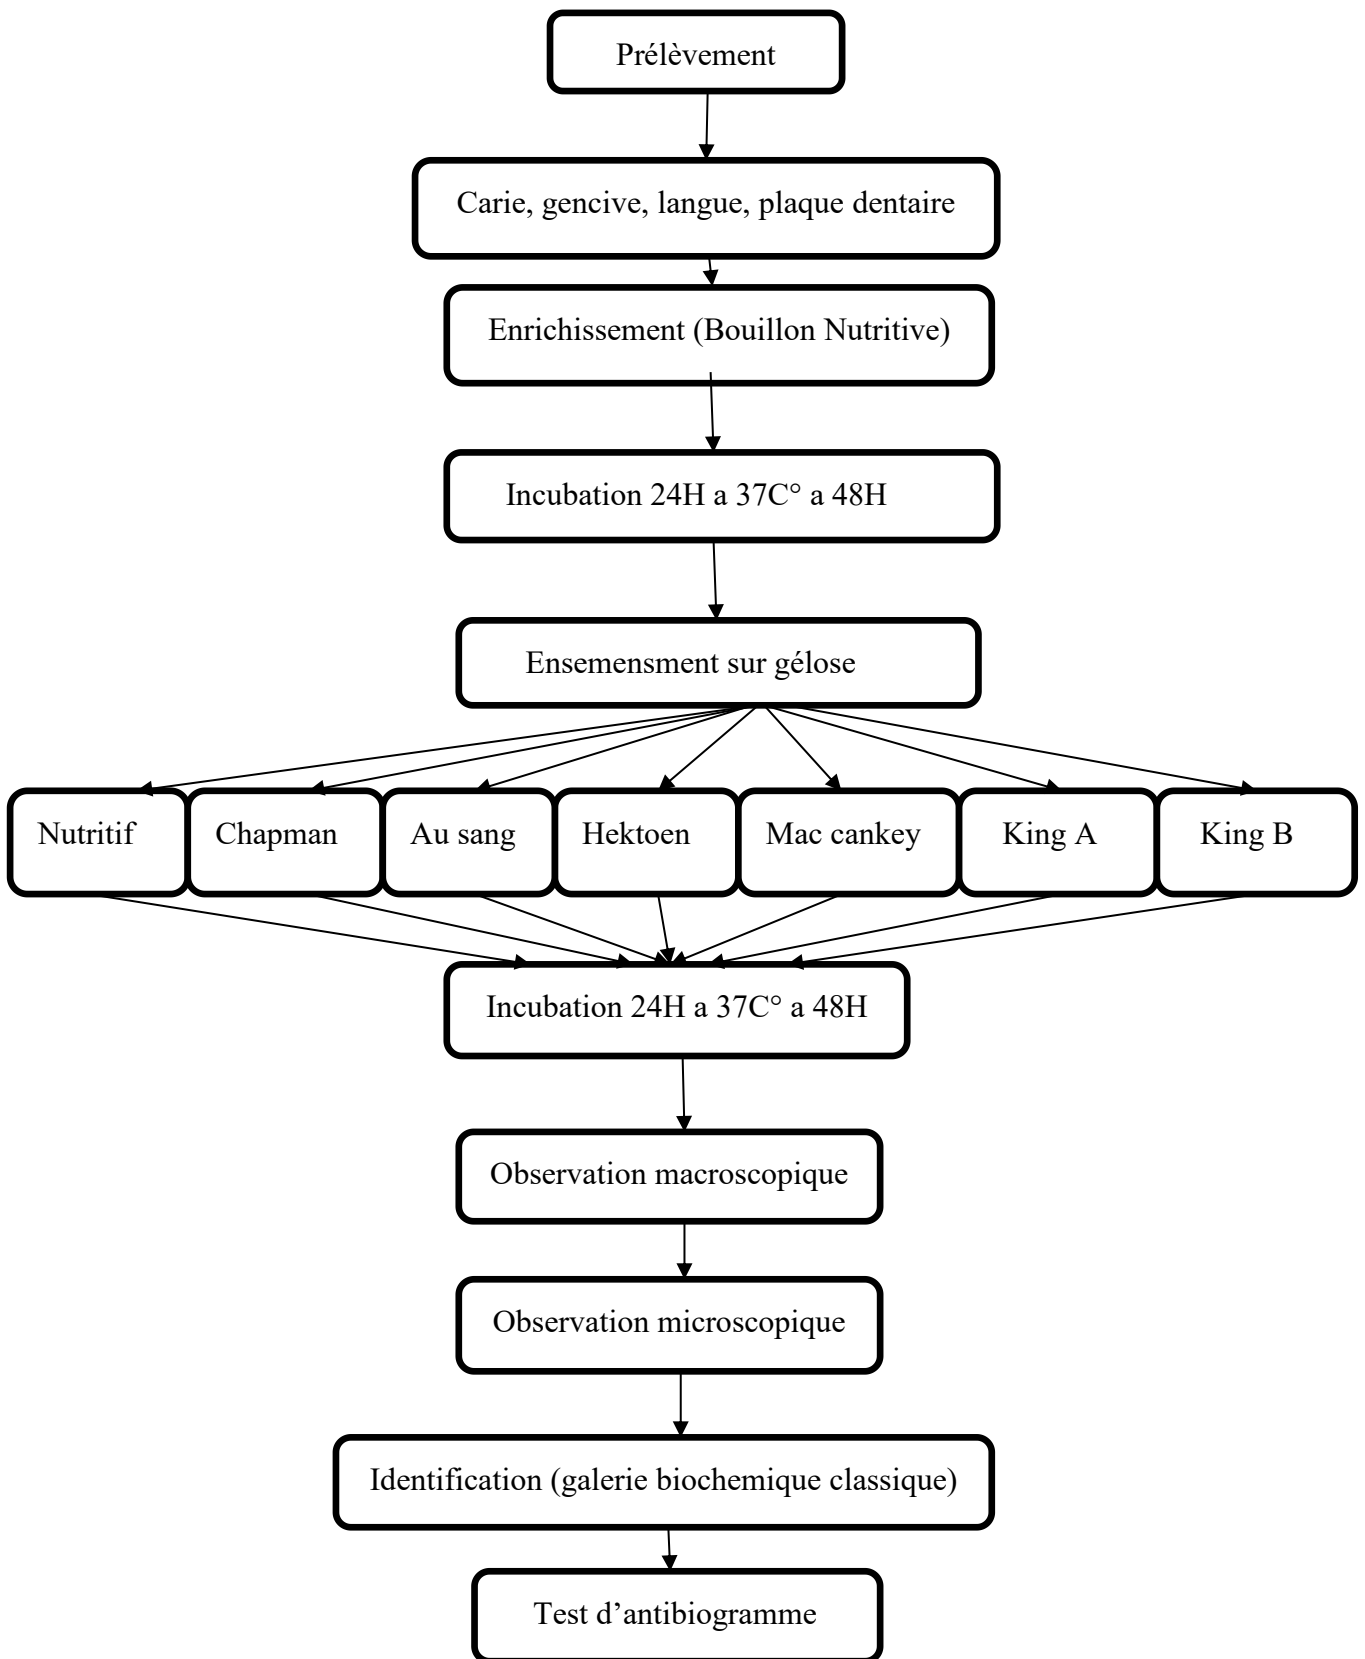 Prélèvement
Carie, gencive, langue, plaque dentaire
Enrichissement (Bouillon Nutritive)
Incubation 24H a 37C° a 48H
Ensemensment sur gélose
Nutritif
Chapman
Au sang
Hektoen
Mac cankey
King A
King B
Incubation 24H a 37C° a 48H
Observation macroscopique
Observation microscopique
Identification (galerie biochemique classique)
Test d’antibiogramme